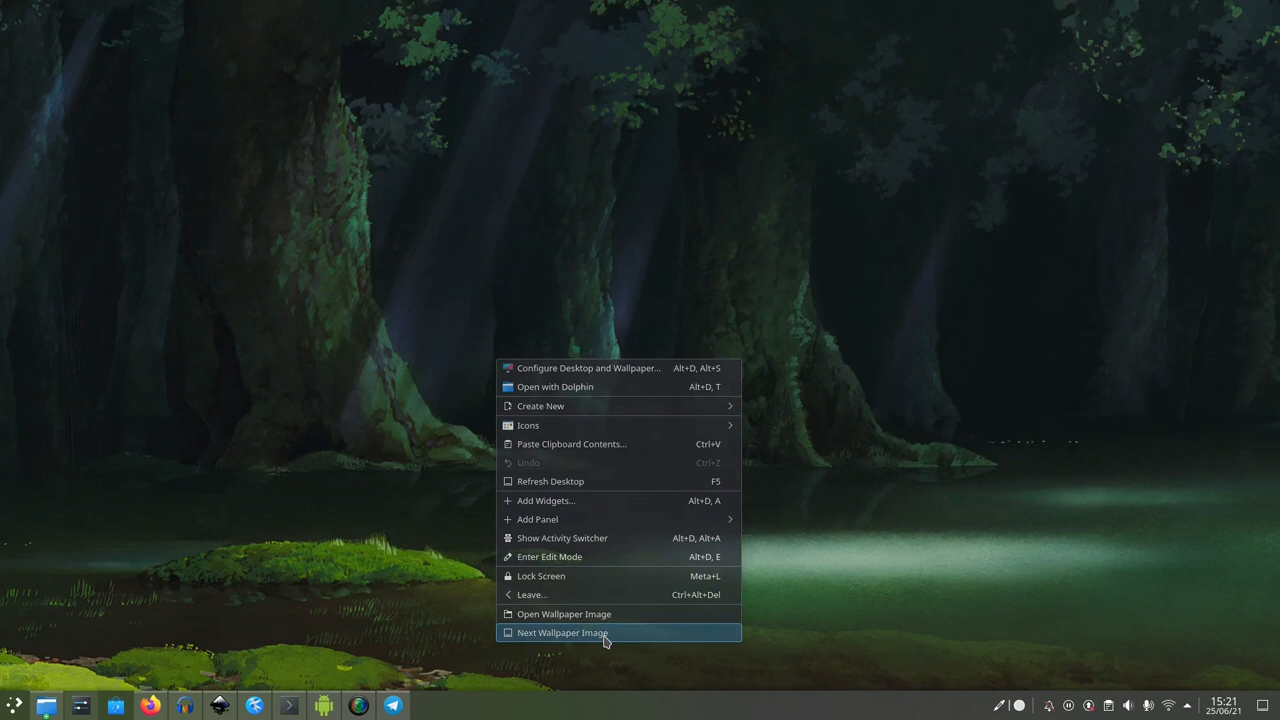 Configure Desktop and Wallpaper... Alt+D, Alt+S
Open with Dolphin Alt+D, T
Create New
Icons
Paste Clipboard Contents... Ctrl+V
Undo Ctrl+Z
Refresh Desktop F5
Add Widgets... Alt+D, A
Add Panel
Show Activity Switcher Alt+D, Alt+A
Enter Edit Mode Alt+D, E
Lock Screen Meta+L
Leave... Ctrl+Alt+Del
Open Wallpaper Image
Next Wallpaper Image
15:21
25/06/21